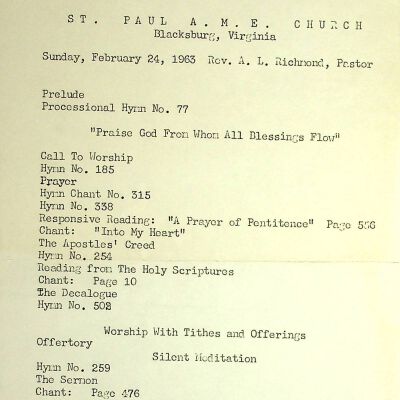 ST. PAUL A. M. E. CHURCH
Blacksburg, Virginia
Sunday, February 24, 1963 Rev. A. L. Richmond, Pastor
Prelude
Processional Hymn No. 77
"Praise God From Whom All Blessings Flow"
Call To Worship
Hymn No. 185
Prayer
Hymn Chant No. 315
Hymn No. 338
Responsive Reading: "A Prayer of Pentitence" Page 556
Chant: "Into My Heart"
The Apostles' Creed
Hymn No. 254
Reading from The Holy Scriptures
Chant: Page 10
The Decalogue
Hymn No. 502
Worship With Tithes and Offerings
Offertory
Silent Meditation
Hymn No. 259
The Sermon
Chant: Page 476